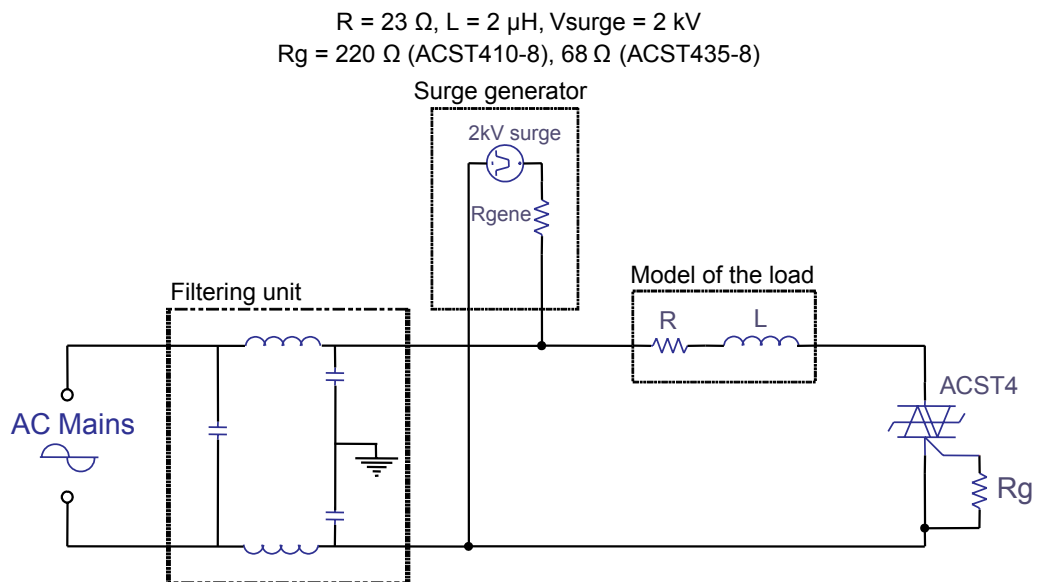 R = 23 Ω, L = 2 µH, Vsurge = 2 kV
Rg = 220 Ω (ACST410-8), 68 Ω (ACST435-8)
Surge generator
2kV surge
Rgene
Model of the load
Filtering unit
R
L
ACST4
AC Mains
Rg